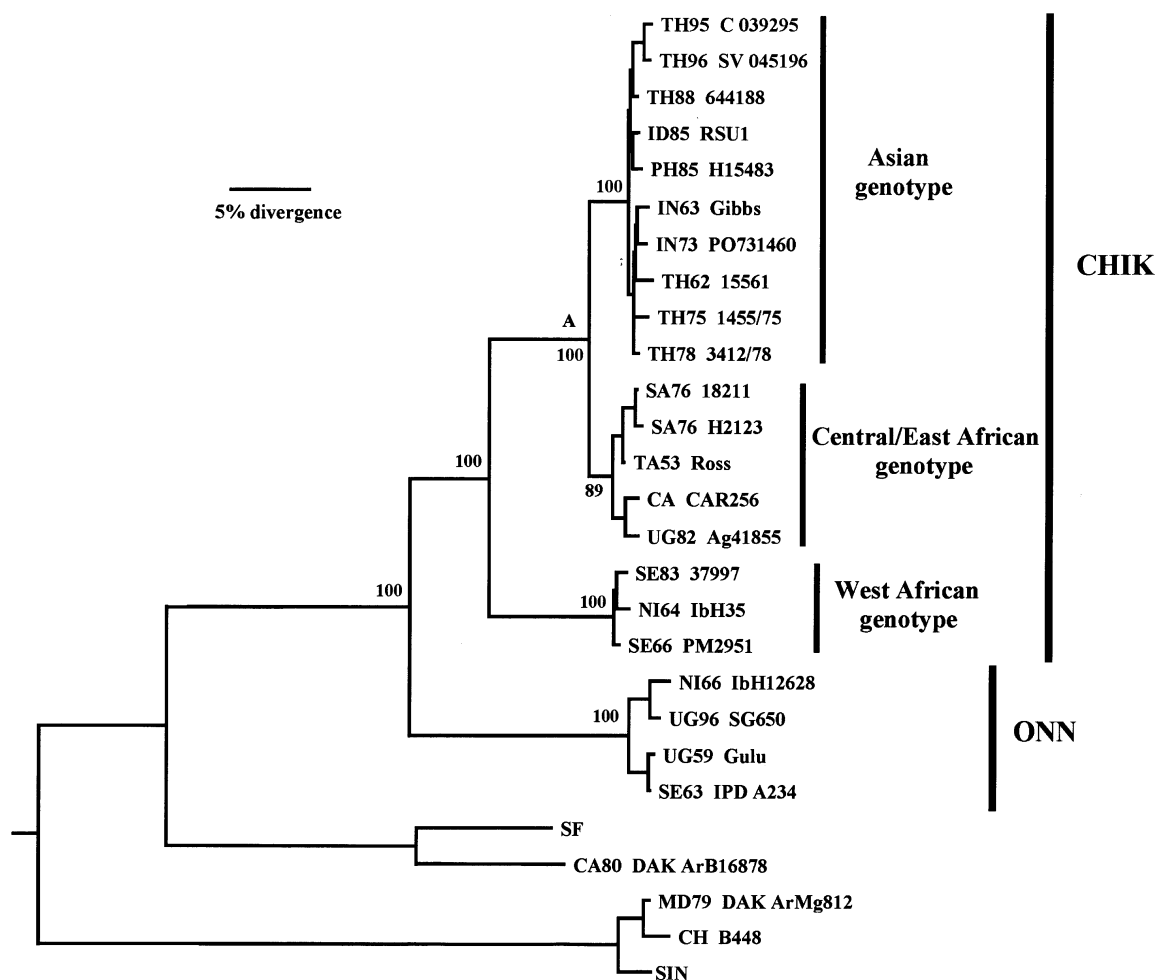 TH95 C 039295
TH96 SV 045196
TH88 644188
ID85 RSU1
PH85 H15483
IN63 Gibbs
IN73 PO731460
TH62 15561
TH75 1455/75
TH78 3412/78
SA76 18211
SA76 H2123
TA53 Ross
CA CAR256
UG82 Ag41855
SE83 37997
NI64 IbH35
SE66 PM2951
NI66 IbH12628
UG96 SG650
UG59 Gulu
SE63 IPD A234
SF
CA80 DAK ArB16878
MD79 DAK ArMg812
CH B448
SIN
Asian
genotype
Central/East African
genotype
West African
genotype
CHIK
ONN
5% divergence
100
A
100
89
100
100
100
100